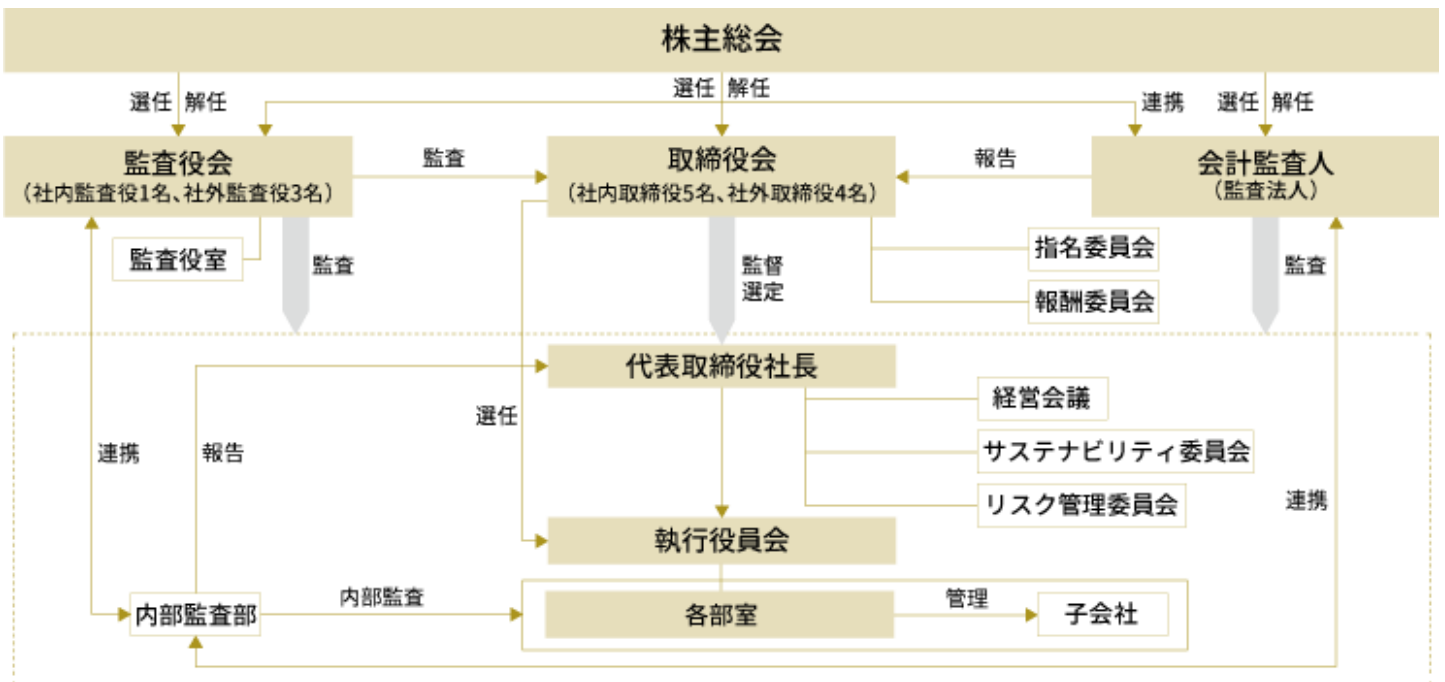 株主総会
選任 解任
選任 解任
連携
選任 解任
監査役会
(社内監査役1名、社外監査役3名)
監査
取締役会
(社内取締役5名、社外取締役4名)
報告
会計監査人
(監査法人)
監査役室
監査
監督
選定
指名委員会
報酬委員会
監査
代表取締役社長
経営会議
選任
サステナビリティ委員会
連携
報告
リスク管理委員会
連携
執行役員会
内部監査部
内部監査
各部室
管理
子会社